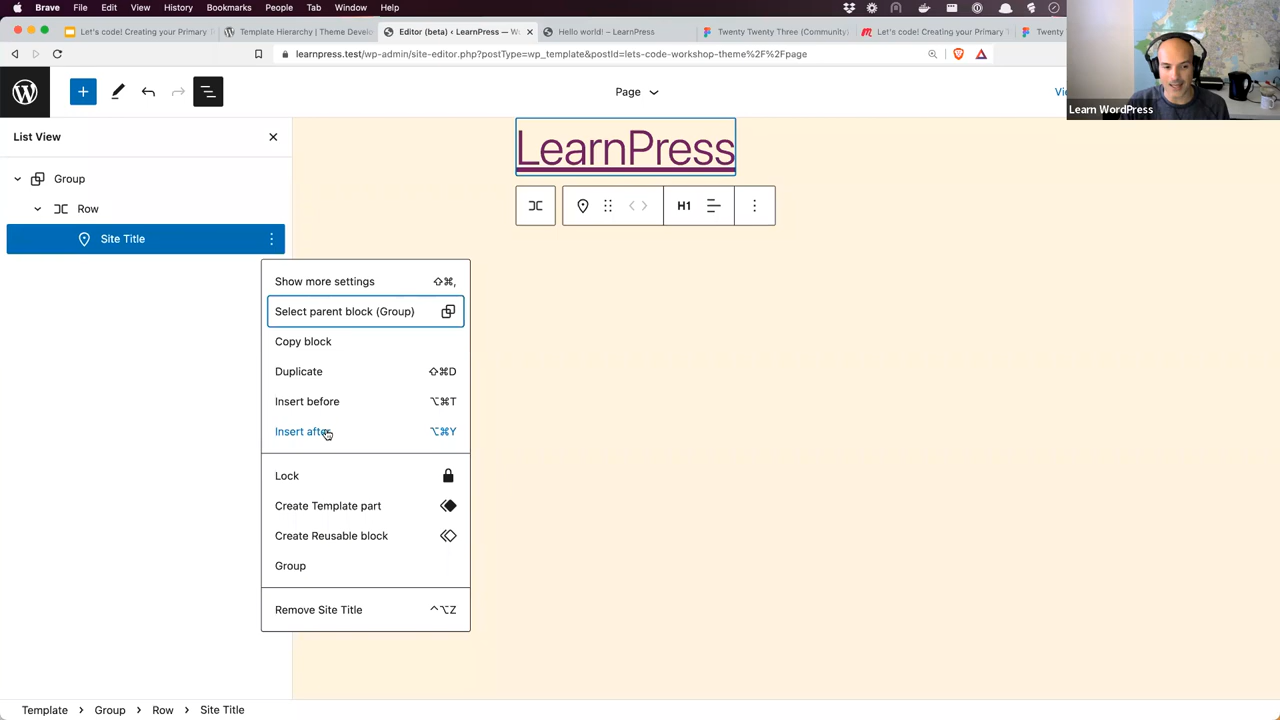 Brave File Edit View History Bookmarks People Tab Window Help
Let's code! Creating your Primary
Template Hierarchy | Theme Develo
Editor (beta) ‹ LearnPress — W
Hello world! – LearnPress
Twenty Twenty Three (Community)
Let's code! Creating your Primary T
Twenty
learnpress.test/wp-admin/site-editor.php?postType=wp_template&postId=lets-code-workshop-theme%2F%2Fpage
Page
Vi
Learn WordPress
List View
Group
Row
Site Title
LearnPress
H1
Show more settings ⇧⌘,
Select parent block (Group)
Copy block
Duplicate ⇧⌘D
Insert before ⌥⌘T
Insert after ⌥⌘Y
Lock
Create Template part
Create Reusable block
Group
Remove Site Title ^⌥Z
Template > Group > Row > Site Title